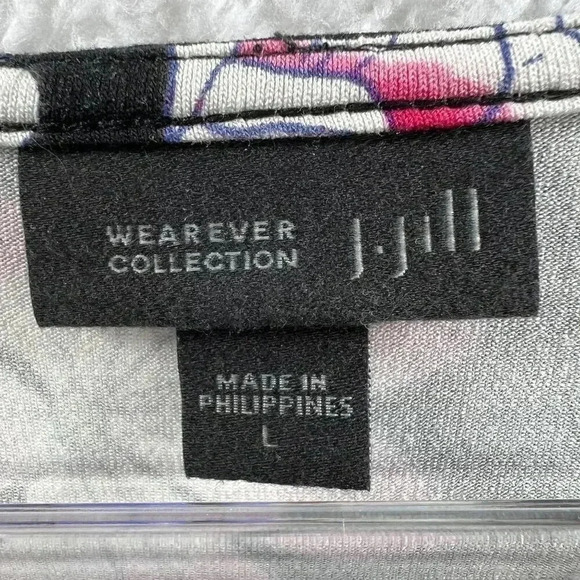 WEAREVER
COLLECTION
J.Jill
MADE IN
PHILIPPINES
L